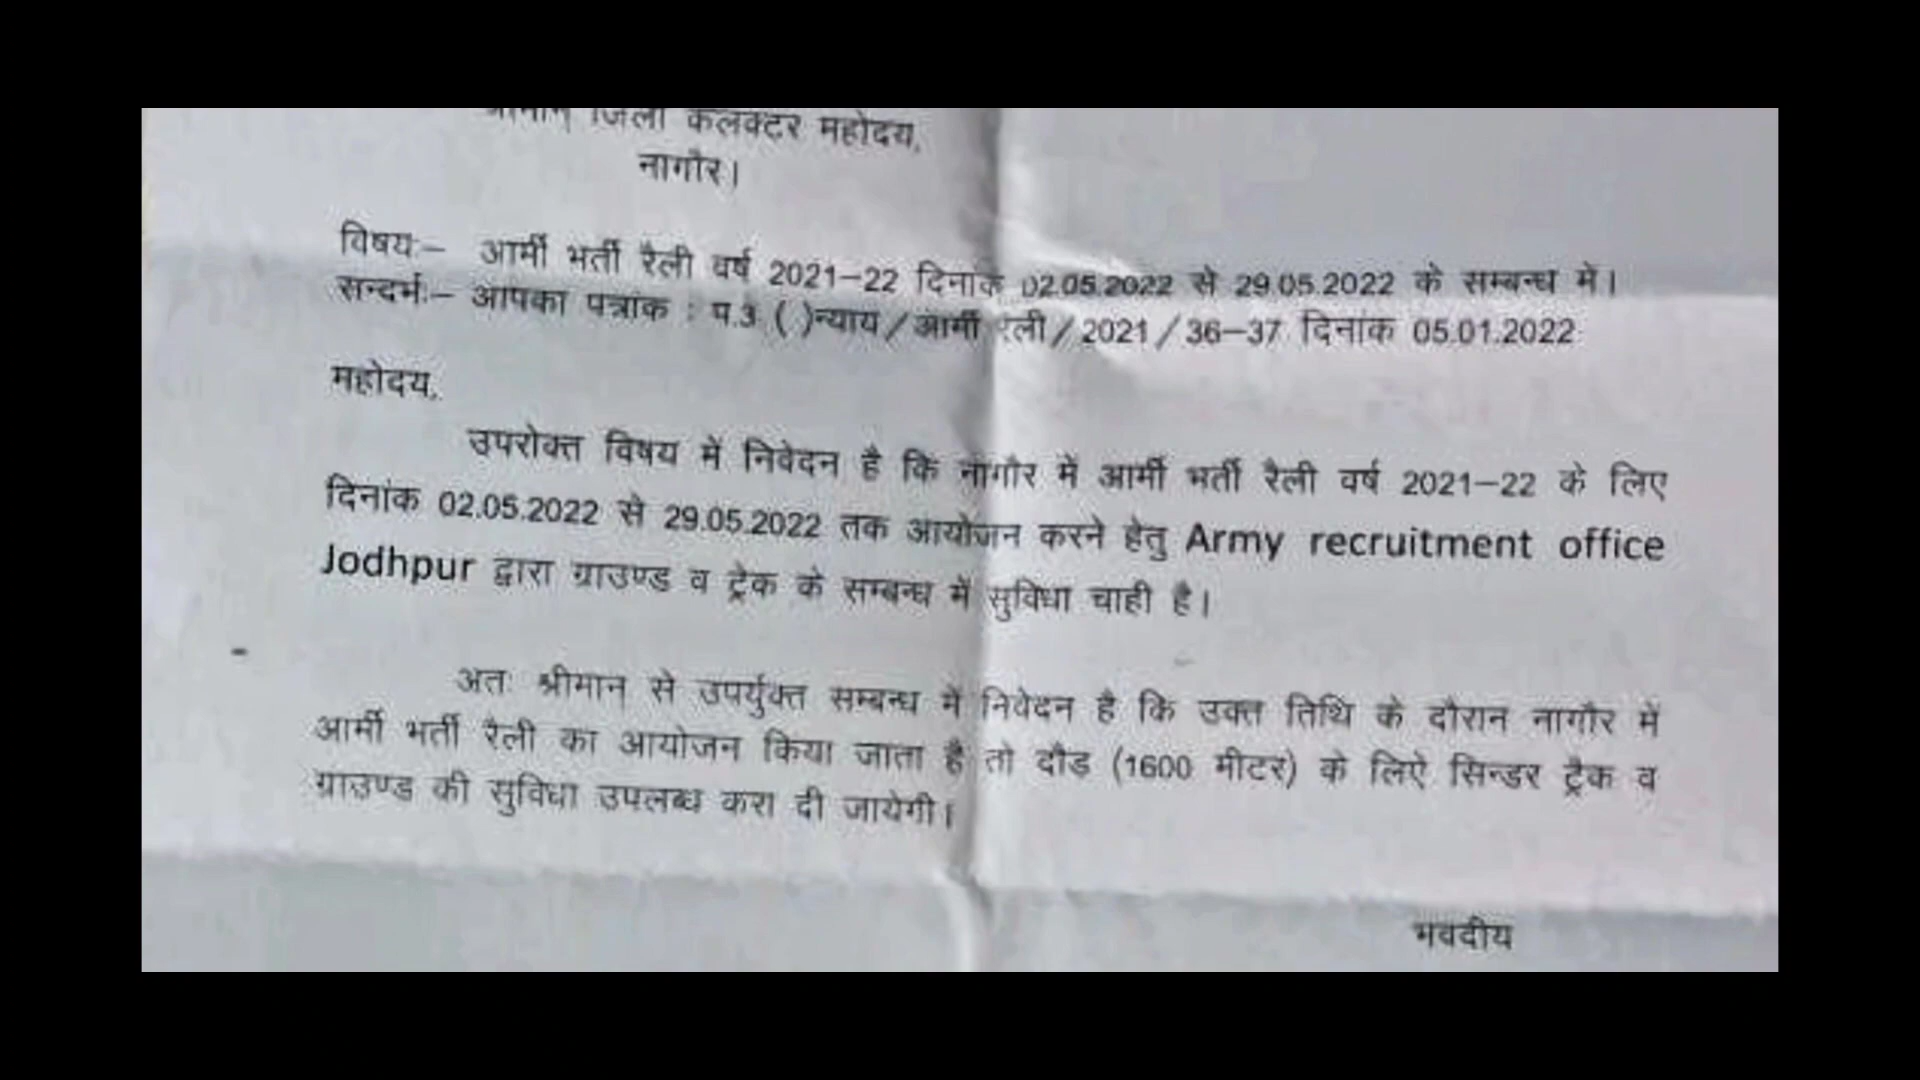 श्रीमान् जिला कलक्टर महोदय,
नागौर।
विषय:– आर्मी भर्ती रैली वर्ष 2021–22 दिनांक 02.05.2022 से 29.05.2022 के सम्बन्ध में।
सन्दर्भ:– आपका पत्रांक : प.3 ( )न्याय/आर्मी रैली/2021/36–37 दिनांक 05.01.2022
महोदय,
उपरोक्त विषय में निवेदन है कि नागौर में आर्मी भर्ती रैली वर्ष 2021–22 के लिए
दिनांक 02.05.2022 से 29.05.2022 तक आयोजन करने हेतु Army recruitment office
Jodhpur द्वारा ग्राउण्ड व ट्रेक के सम्बन्ध में सुविधा चाही है।
अतः श्रीमान् से उपर्युक्त सम्बन्ध में निवेदन है कि उक्त तिथि के दौरान नागौर में
आर्मी भर्ती रैली का आयोजन किया जाता है तो दौड (1600 मीटर) के लिऐ सिन्डर ट्रैक व
ग्राउण्ड की सुविधा उपलब्ध करा दी जायेगी।
भवदीय